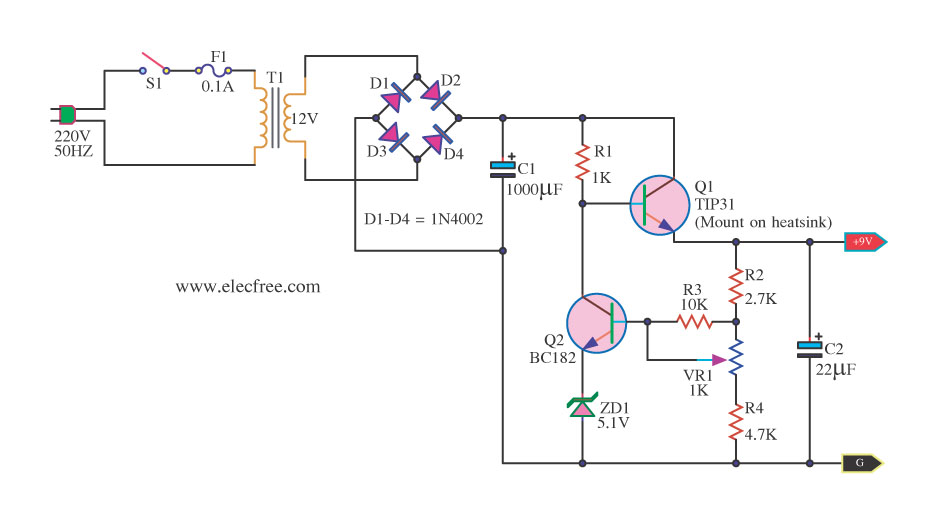 F1
S1
0.1A
T1
12V
220V
50HZ
D1
D2
D3
D4
D1-D4 = 1N4002
C1
1000µF
+
R1
1K
Q1
TIP31
(Mount on heatsink)
+9V
www.elecfree.com
R2
2.7K
R3
10K
Q2
BC182
VR1
1K
+
C2
22µF
ZD1
5.1V
R4
4.7K
G